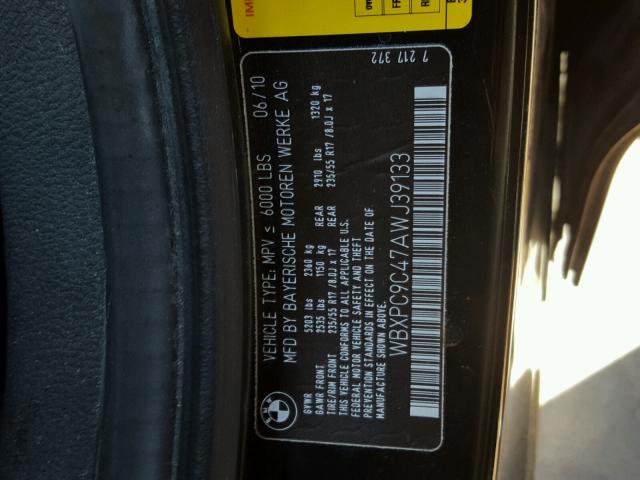 VEHICLE TYPE: MPV ≤ 6000 LBS 06/10
MFD BY BAYERISCHE MOTOREN WERKE AG
GVWR 5203 lbs 2360 kg
GAWR FRONT 2535 lbs 1150 kg REAR 2910 lbs 1320 kg
TIRE/RIM FRONT 235/55 R17 /8.0J x 17 REAR 235/55 R17 /8.0J x 17
THIS VEHICLE CONFORMS TO ALL APPLICABLE
FEDERAL MOTOR VEHICLE SAFETY AND THEFT
PREVENTION STANDARDS IN EFFECT ON DATE OF
MANUFACTURE SHOWN ABOVE.
WBXPC9C47AWJ39133
7 217 372
BMW